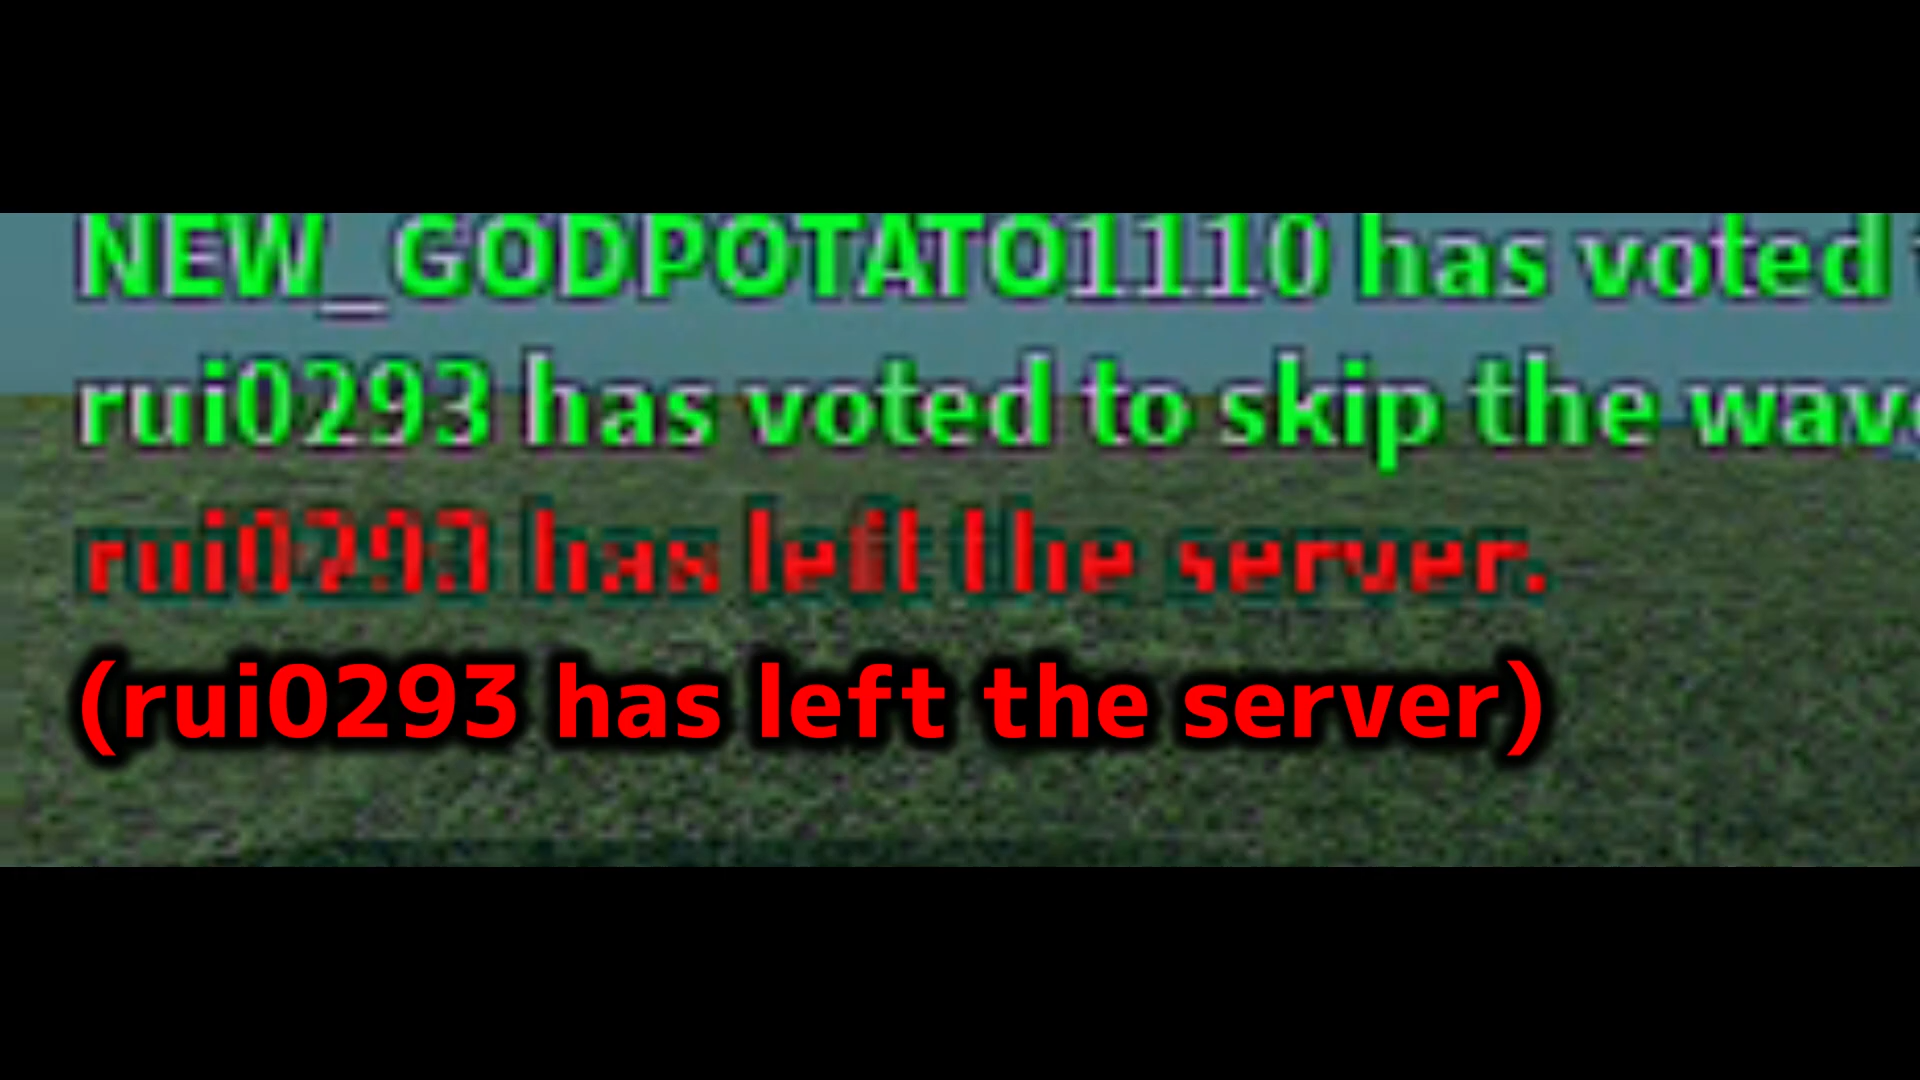 NEW_GODPOTATO1110 has voted
rui0293 has voted to skip the wave
rui0293 has left the server.
(rui0293 has left the server)